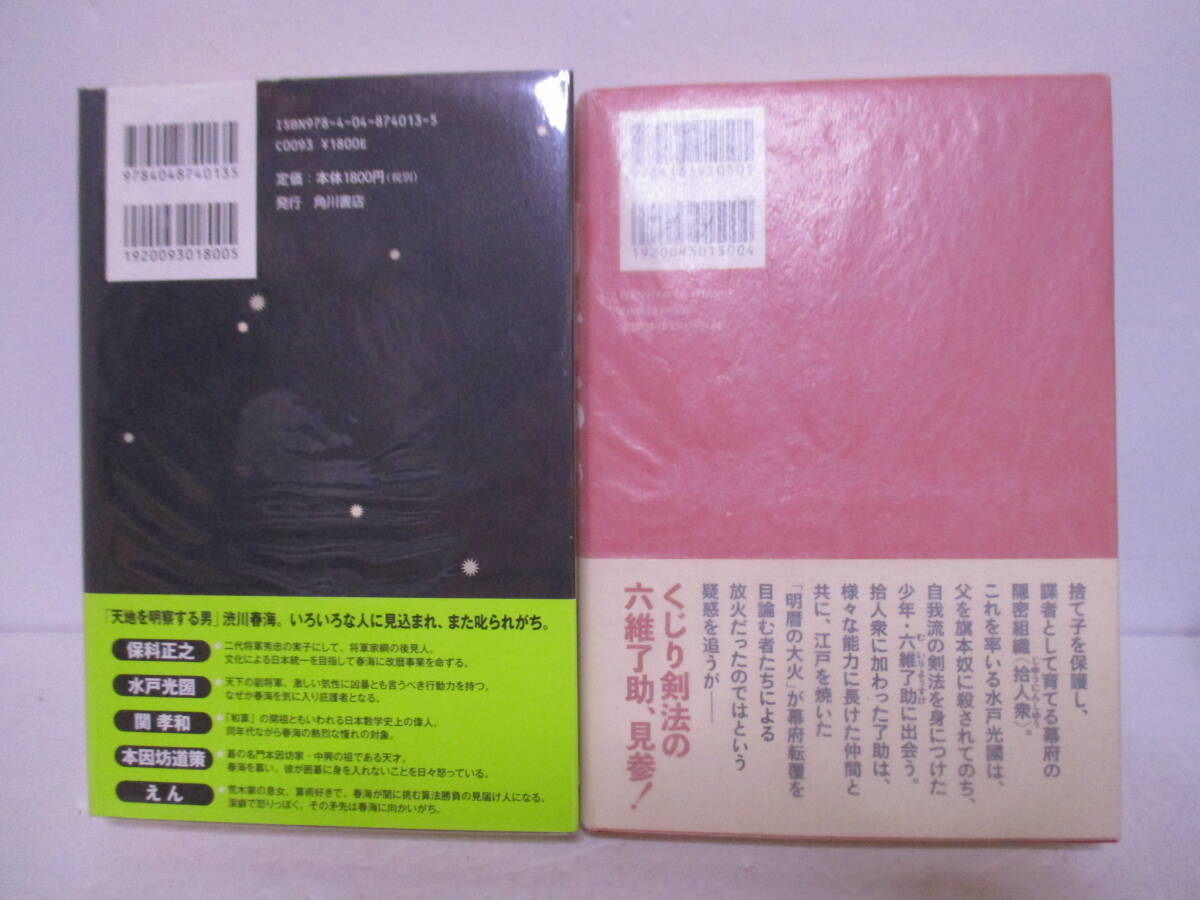 ISBN978-4-04-874013-5
C0093 ¥1800E
定価：本体1800円(税別)
発行 角川書店
9784048740135
1920093018005
「天地を明察する男」渋川春海。いろいろな人に見込まれ、また叱られがち。
保科正之
二代将軍秀忠の実子にして、将軍家綱の後見人。
文化による日本統一を目指して春海に改暦事業を命ずる。
水戸光圀
天下の副将軍。激しい気性に凶暴とも言うべき行動力を持つ。
なぜか春海を気に入り庇護者となる。
関 孝和
「和算」の開祖ともいわれる日本数学史上の偉人。
同年代ながら春海の熱烈な憧れの対象。
本因坊道策
碁の名門本因坊家・中興の祖である天才。
春海を慕い、彼が囲碁に身を入れないことを日々怒っている。
えん
荒木家の息女。算術好きで、春海が関に挑む算法勝負の見届け人になる。
潔癖で怒りっぽく、その矛先は春海に向かいがち。
9784163910505
1920093015004
捨て子を保護し、
諜者として育てる幕府の
隠密組織〈拾人衆〉。
これを率いる水戸光國は、
父を旗本奴に殺されてのち、
自我流の剣法を身につけた
少年・六維了助に出会う。
拾人衆に加わった了助は、
様々な能力に長けた仲間と
共に、江戸を焼いた
「明暦の大火」が幕府転覆を
目論む者たちによる
放火だったのではという
疑惑を追うが――
くじり剣法の
六維了助、見参！